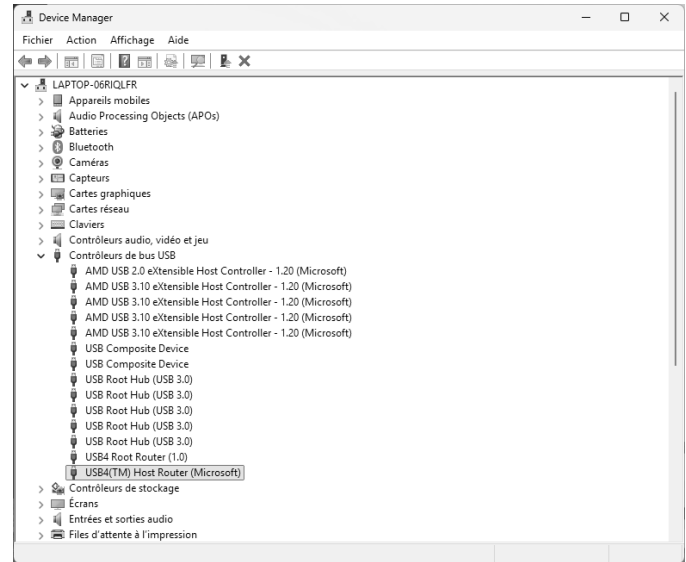 Device Manager
Fichier Action Affichage Aide
LAPTOP-06RIQLFR
Appareils mobiles
Audio Processing Objects (APOs)
Batteries
Bluetooth
Caméras
Capteurs
Cartes graphiques
Cartes réseau
Claviers
Contrôleurs audio, vidéo et jeu
Contrôleurs de bus USB
AMD USB 2.0 eXtensible Host Controller - 1.20 (Microsoft)
AMD USB 3.10 eXtensible Host Controller - 1.20 (Microsoft)
AMD USB 3.10 eXtensible Host Controller - 1.20 (Microsoft)
AMD USB 3.10 eXtensible Host Controller - 1.20 (Microsoft)
AMD USB 3.10 eXtensible Host Controller - 1.20 (Microsoft)
USB Composite Device
USB Composite Device
USB Root Hub (USB 3.0)
USB Root Hub (USB 3.0)
USB Root Hub (USB 3.0)
USB Root Hub (USB 3.0)
USB Root Hub (USB 3.0)
USB4 Root Router (1.0)
USB4(TM) Host Router (Microsoft)
Contrôleurs de stockage
Écrans
Entrées et sorties audio
Files d'attente à l'impression